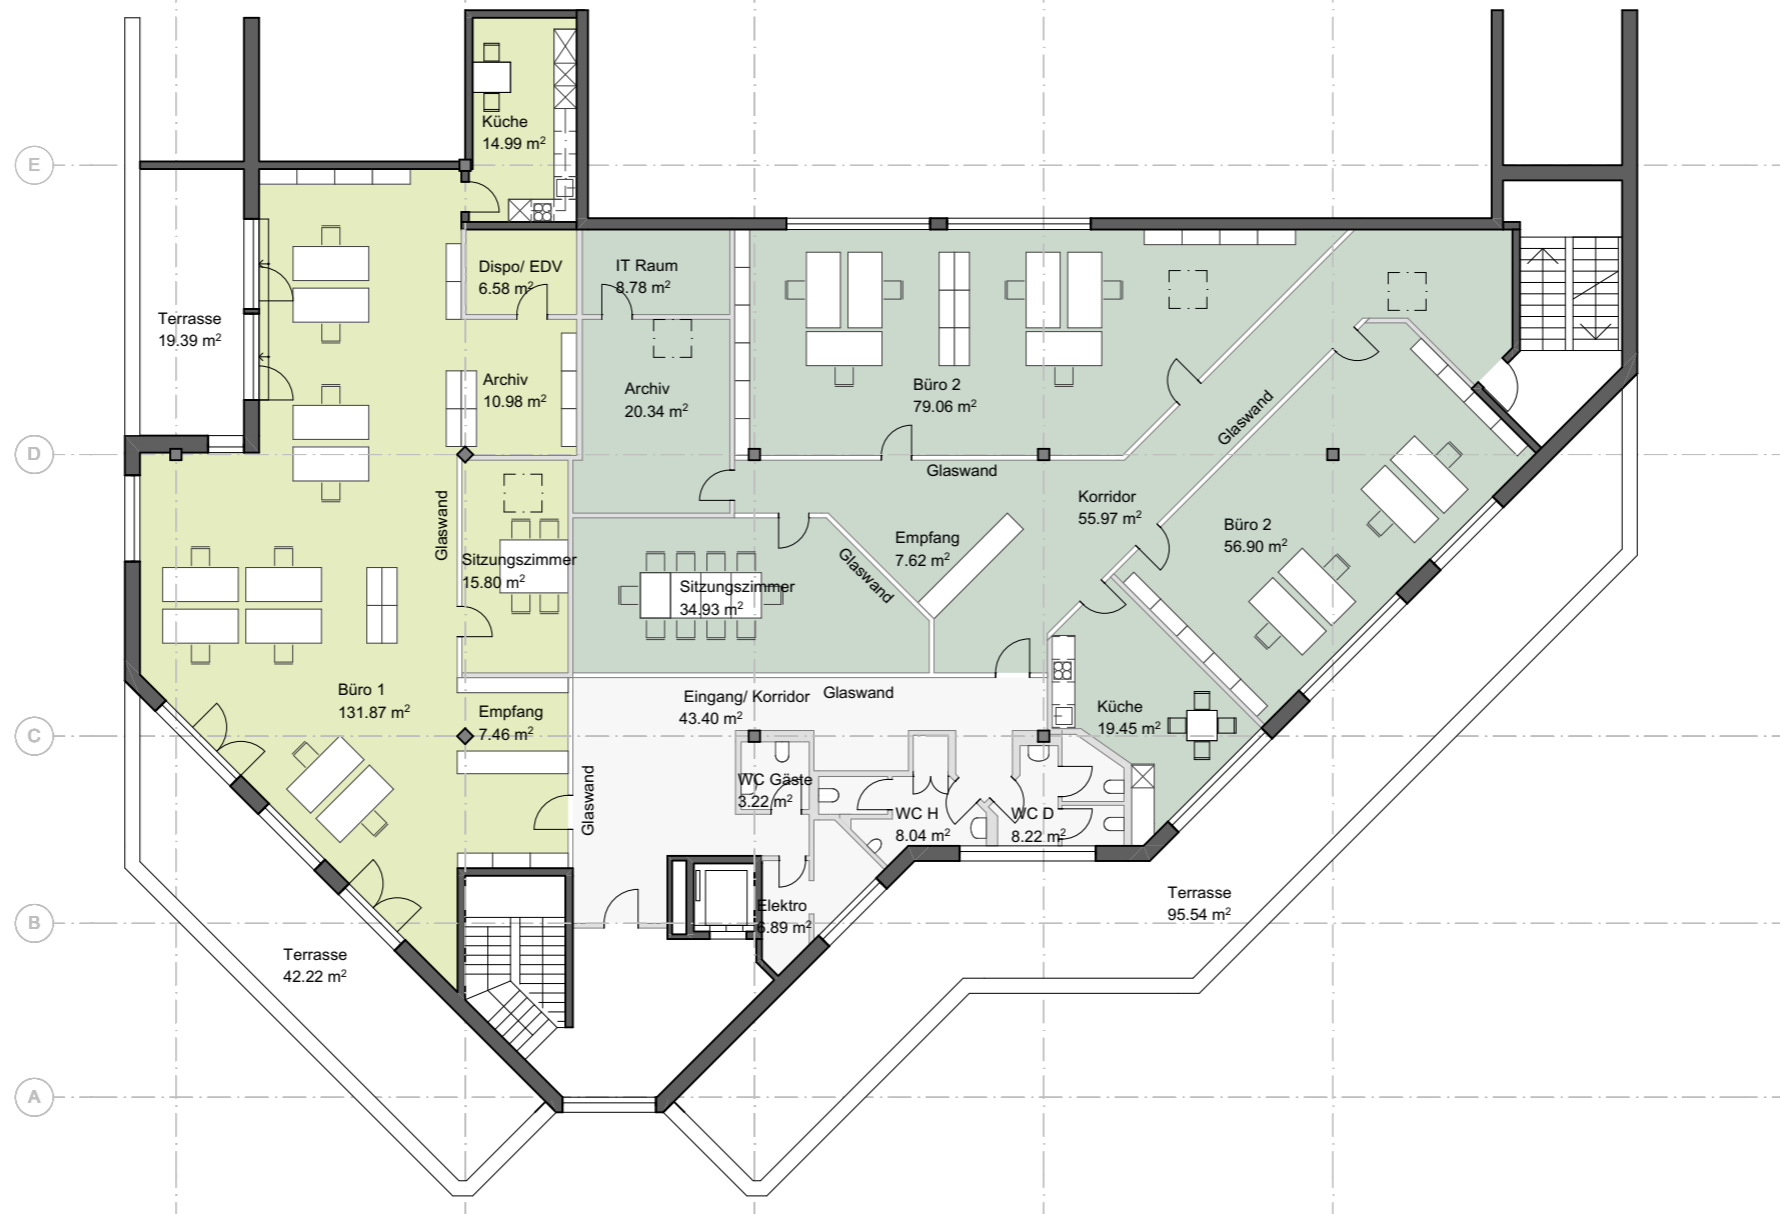 E
Küche
14.99 m²
Dispo/ EDV
6.58 m²
IT Raum
8.78 m²
Terrasse
19.39 m²
Archiv
10.98 m²
Archiv
20.34 m²
Büro 2
79.06 m²
Glaswand
D
Glaswand
Glaswand
Korridor
55.97 m²
Büro 2
56.90 m²
Empfang
7.62 m²
Glaswand
Sitzungszimmer
15.80 m²
Sitzungszimmer
34.93 m²
Büro 1
131.87 m²
Empfang
7.46 m²
Eingang/ Korridor
43.40 m²
Glaswand
Küche
19.45 m²
C
Glaswand
WC Gäste
3.22 m²
WC H
8.04 m²
WC D
8.22 m²
Elektro
6.89 m²
Terrasse
95.54 m²
B
Terrasse
42.22 m²
A